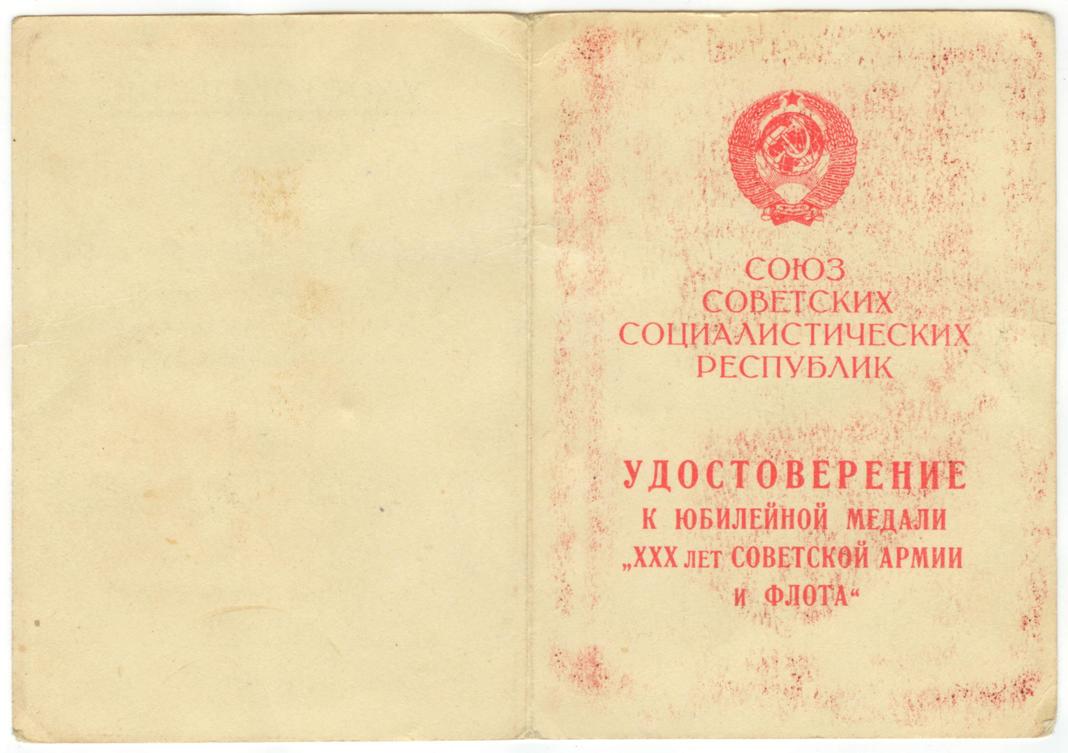 СОЮЗ
СОВЕТСКИХ
СОЦИАЛИСТИЧЕСКИХ
РЕСПУБЛИК
УДОСТОВЕРЕНИЕ
К ЮБИЛЕЙНОЙ МЕДАЛИ
„XXX ЛЕТ СОВЕТСКОЙ АРМИИ
И ФЛОТА“